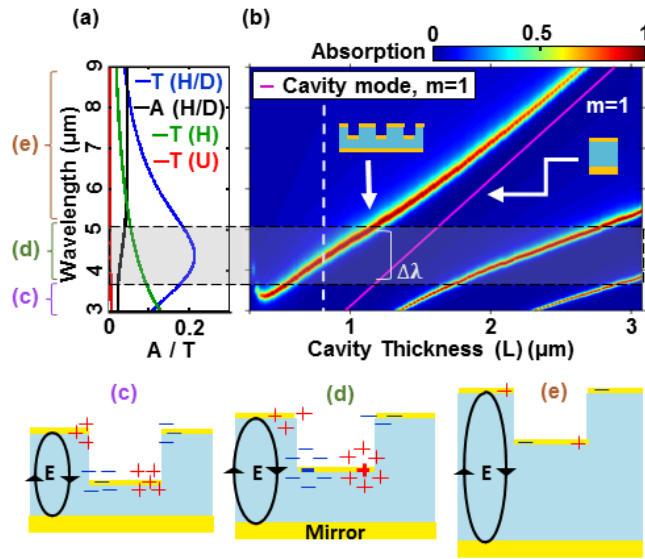 (a)
(b)
Absorption
0
0.5
1
9
8
7
6
5
4
3
Wavelength (μm)
(e)
(d)
(c)
T (H/D)
A (H/D)
T (H)
T (U)
0
0.2
A / T
Cavity mode, m=1
m=1
Δλ
1
2
3
Cavity Thickness (L) (μm)
(c)
(d)
(e)
E
E
E
Mirror